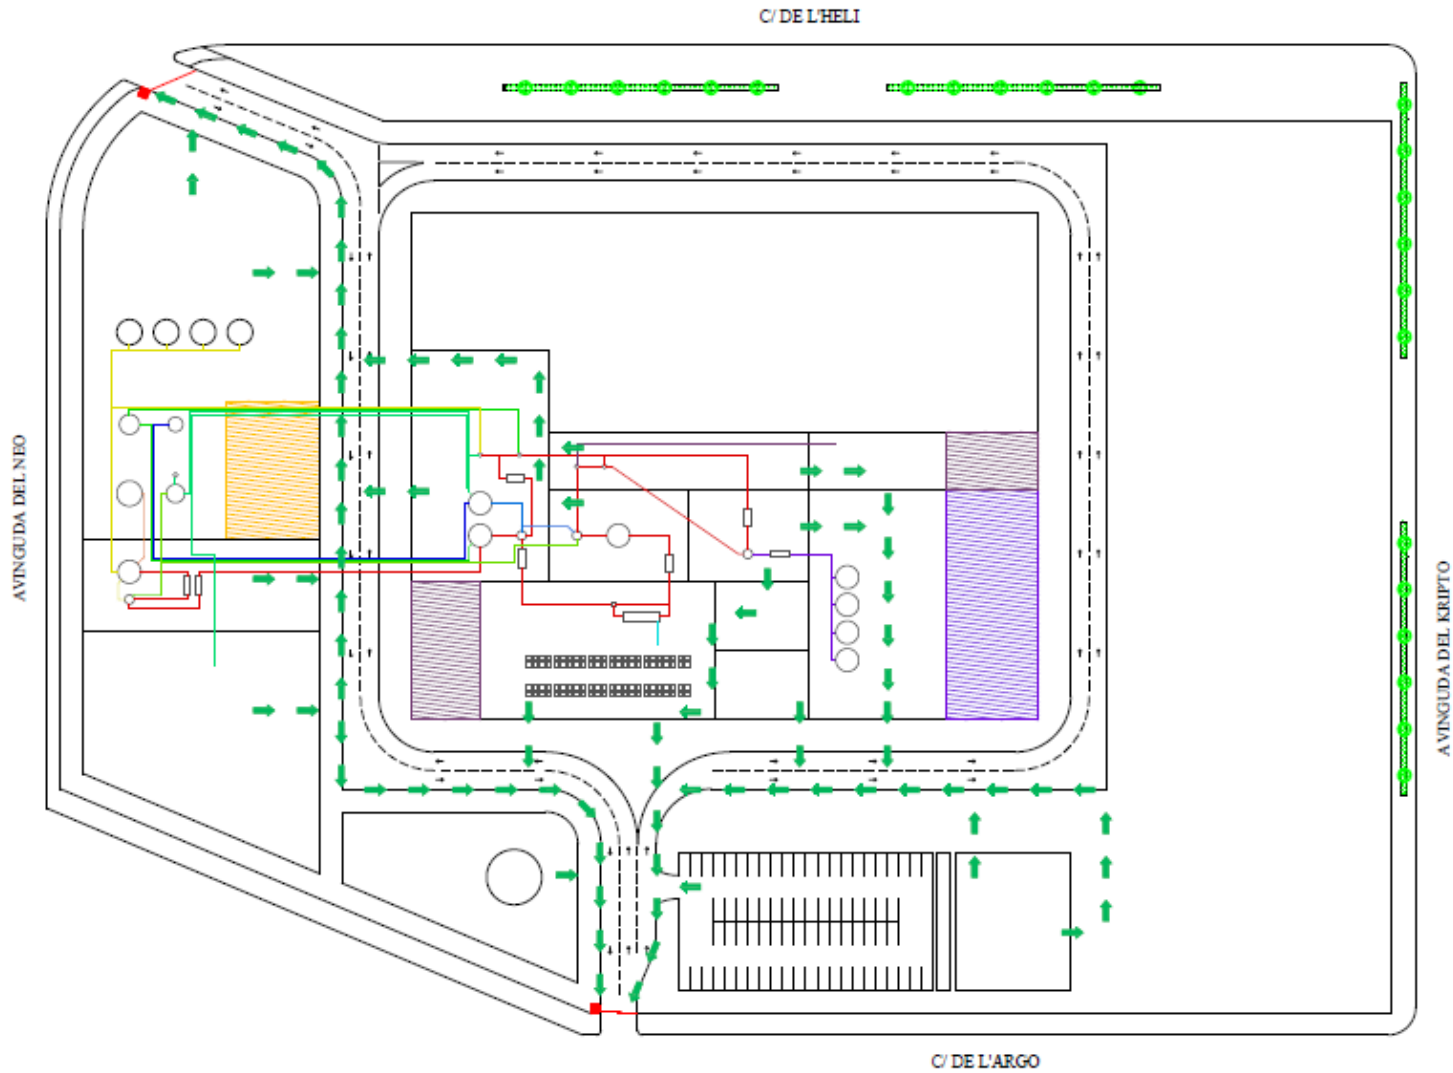 C/ DE L'HELI
AVINGUDA DEL NEO
AVINGUDA DEL KRIPTO
C/ DE L'ARGO